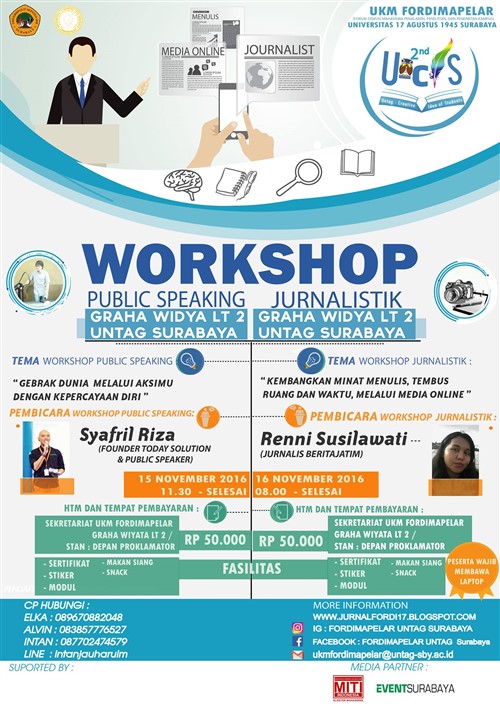 UKM FORDIMAPELAR
UNIVERSITAS 17 AGUSTUS 1945 SURABAYA
MENULIS
MEDIA ONLINE
JOURNALIST
2nd
UciS
Being - Creative
Idea of Students
WORKSHOP
PUBLIC SPEAKING
GRAHA WIDYA LT 2
UNTAG SURABAYA
JURNALISTIK
GRAHA WIDYA LT 2
UNTAG SURABAYA
TEMA WORKSHOP PUBLIC SPEAKING :
" GEBRAK DUNIA MELALUI AKSIMU
DENGAN KEPERCAYAAN DIRI "
TEMA WORKSHOP JURNALISTIK :
" KEMBANGKAN MINAT MENULIS, TEMBUS
RUANG DAN WAKTU, MELALUI MEDIA ONLINE "
PEMBICARA WORKSHOP PUBLIC SPEAKING:
Syafril Riza
(FOUNDER TODAY SOLUTION
& PUBLIC SPEAKER)
PEMBICARA WORKSHOP JURNALISTIK :
Renni Susilawati
(JURNALIS BERITAJATIM)
15 NOVEMBER 2016
11.30 - SELESAI
16 NOVEMBER 2016
08.00 - SELESAI
HTM DAN TEMPAT PEMBAYARAN :
SEKRETARIAT UKM FORDIMAPELAR
GRAHA WIYATA LT 2 /
STAN : DEPAN PROKLAMATOR
RP 50.000
HTM DAN TEMPAT PEMBAYARAN :
RP 50.000
SEKRETARIAT UKM FORDIMAPELAR
GRAHA WIYATA LT 2 /
STAN : DEPAN PROKLAMATOR
FASILITAS
- SERTIFIKAT
- STIKER
- MODUL
- MAKAN SIANG
- SNACK
- SERTIFIKAT
- STIKER
- MODUL
- MAKAN SIANG
- SNACK
PESERTA WAJIB
MEMBAWA
LAPTOP
CP HUBUNGI :
ELKA : 089670882048
ALVIN : 083857776527
INTAN : 087702474579
LINE : Intanjauharulm
MORE INFORMATION
WWW.JURNALFORDI17.BLOGSPOT.COM
IG : FORDIMAPELAR UNTAG SURABAYA
FACEBOOK : FORDIMAPELAR UNTAG Surabaya
ukmfordimapelar@untag-sby.ac.id
SUPORTED BY :
MEDIA PARTNER :
MITI
EVENTSURABAYA